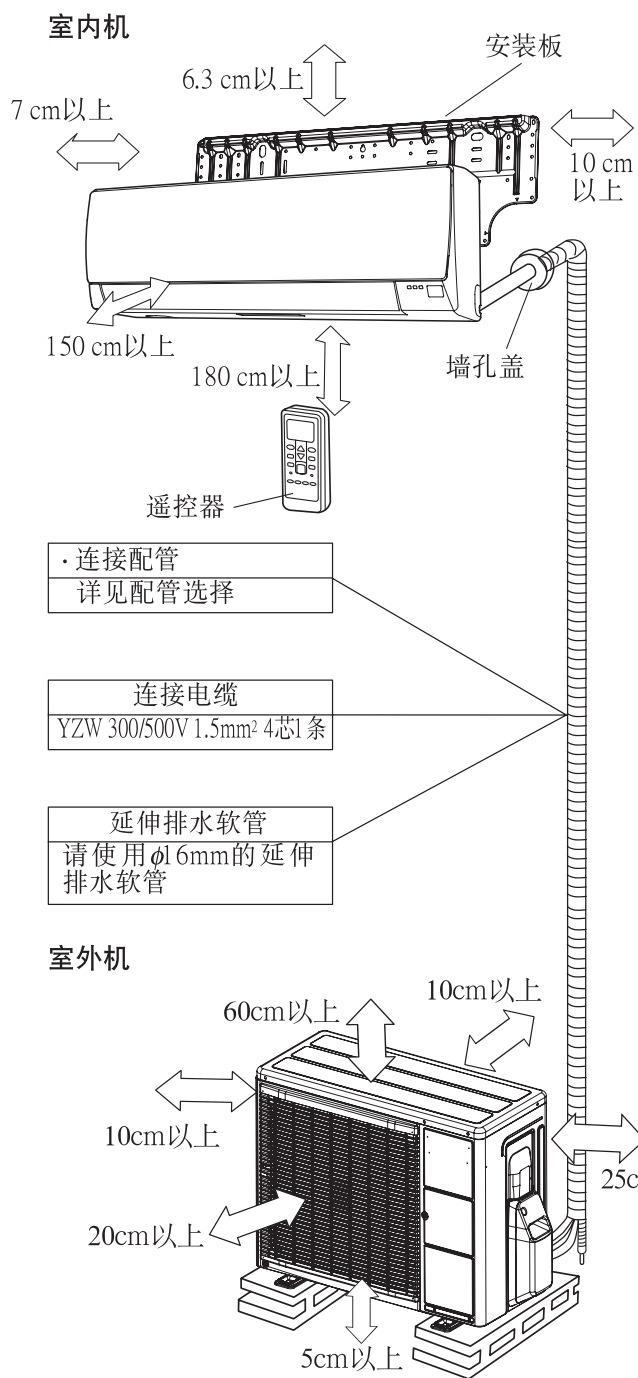 室内机
安装板
6.3 cm以上
7 cm以上
10 cm
以上
150 cm以上
180 cm以上
墙孔盖
遥控器
·连接配管
详见配管选择
连接电缆
YZW 300/500V 1.5mm² 4芯1条
延伸排水软管
请使用ϕ16mm的延伸
排水软管
室外机
10cm以上
60cm以上
10cm以上
25c
20cm以上
5cm以上